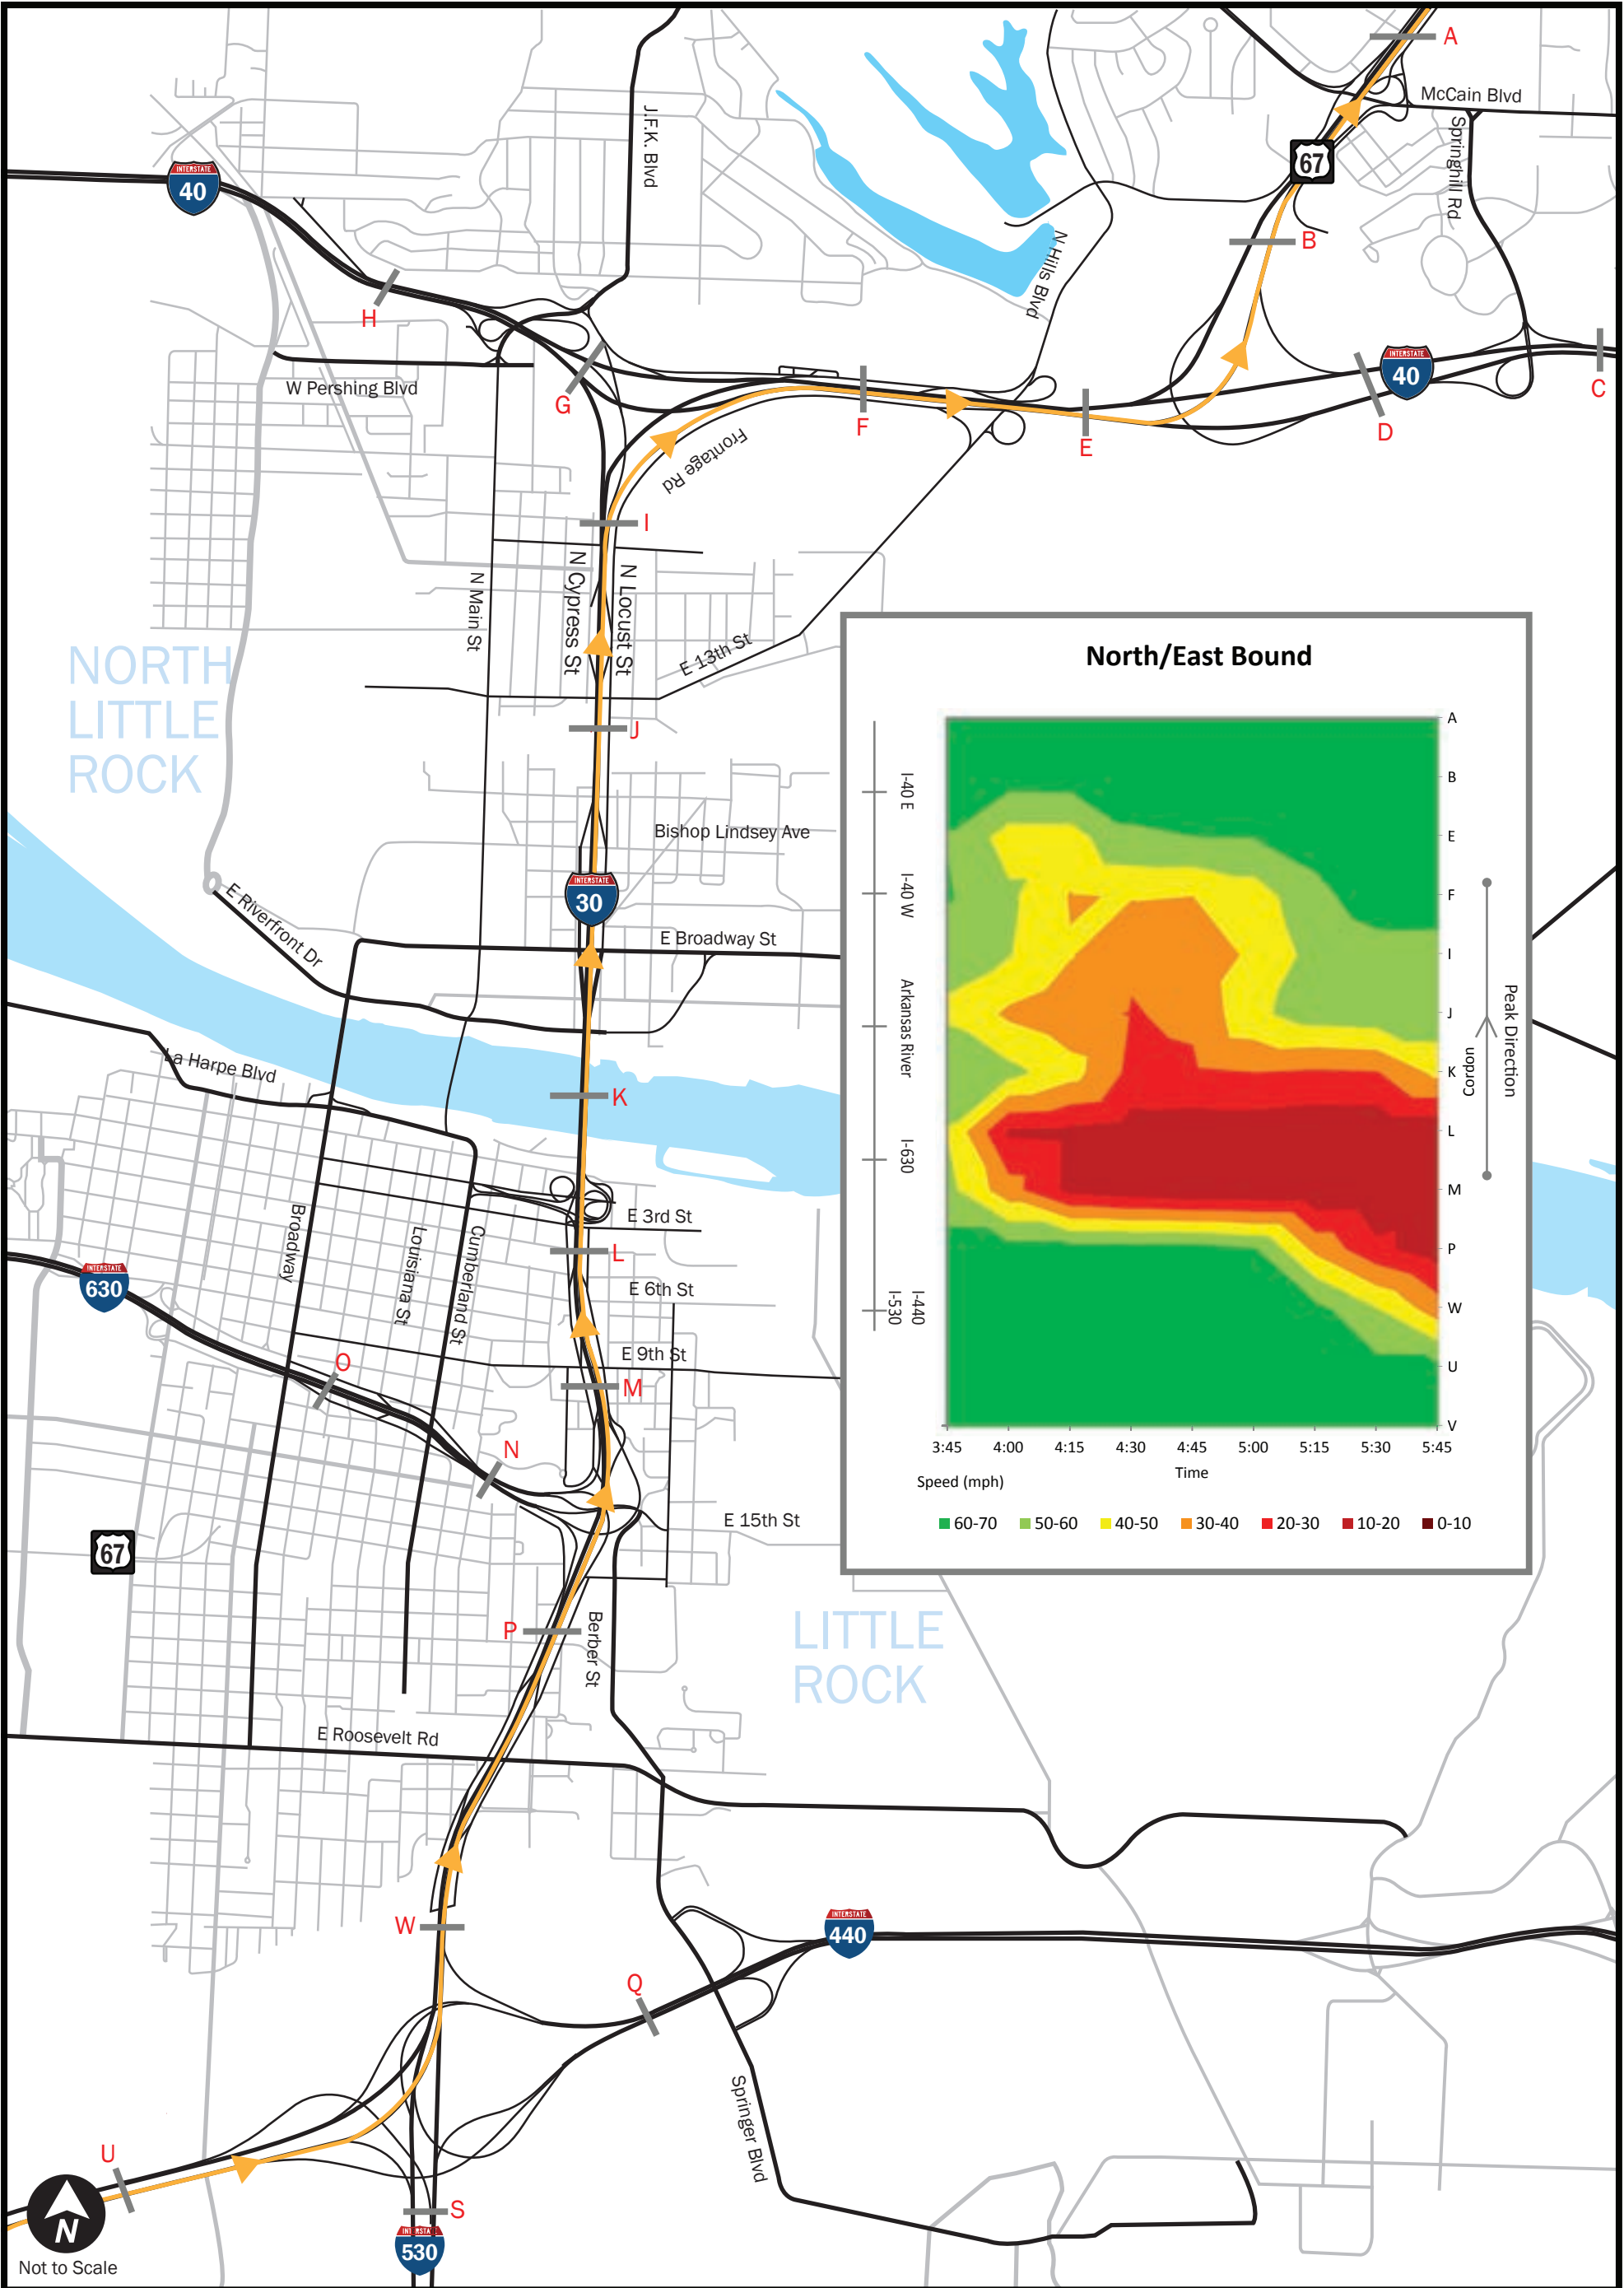 A
McCain Blvd
J.F.K. Blvd
Springhill Rd
67
INTERSTATE
40
B
N Hills Blvd
H
INTERSTATE
40
C
W Pershing Blvd
G
F
E
D
Frontage Rd
I
N Main St
N Cypress St
N Locust St
E 13th St
NORTH
LITTLE
ROCK
J
Bishop Lindsey Ave
INTERSTATE
30
E Riverfront Dr
E Broadway St
La Harpe Blvd
K
E 3rd St
Broadway
Louisiana St
Cumberland St
L
INTERSTATE
630
E 6th St
E 9th St
O
M
N
E 15th St
67
P
Berber St
LITTLE
ROCK
E Roosevelt Rd
W
INTERSTATE
440
Q
Springer Blvd
U
S
INTERSTATE
530
N
Not to Scale
North/East Bound
I-40 E
I-40 W
Arkansas River
I-630
I-530
I-440
A
B
E
F
I
J
K
L
M
P
W
U
V
Peak Direction
Cordon
3:45 4:00 4:15 4:30 4:45 5:00 5:15 5:30 5:45
Time
Speed (mph)
60-70 50-60 40-50 30-40 20-30 10-20 0-10